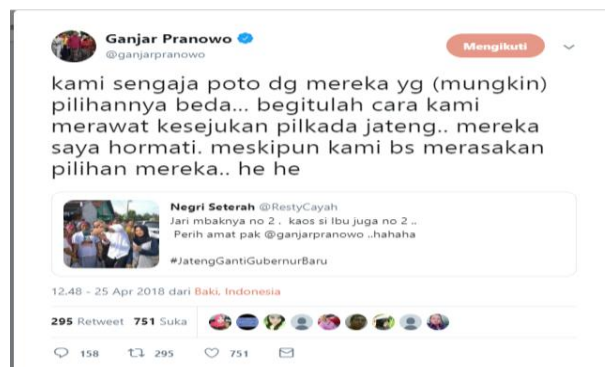 Ganjar Pranowo
@ganjarpranowo
Mengikuti
kami sengaja poto dg mereka yg (mungkin)
pilihannya beda... begitulah cara kami
merawat kesejukan pilkada jateng.. mereka
saya hormati. meskipun kami bs merasakan
pilihan mereka.. he he
Negri Seterah @RestyCayah
Jari mbaknya no 2 . kaos si Ibu juga no 2 ..
Perih amat pak @ganjarpranowo ..hahaha
#JatengGantiGubernurBaru
12.48 - 25 Apr 2018 dari Baki, Indonesia
295 Retweet 751 Suka
158 295 751